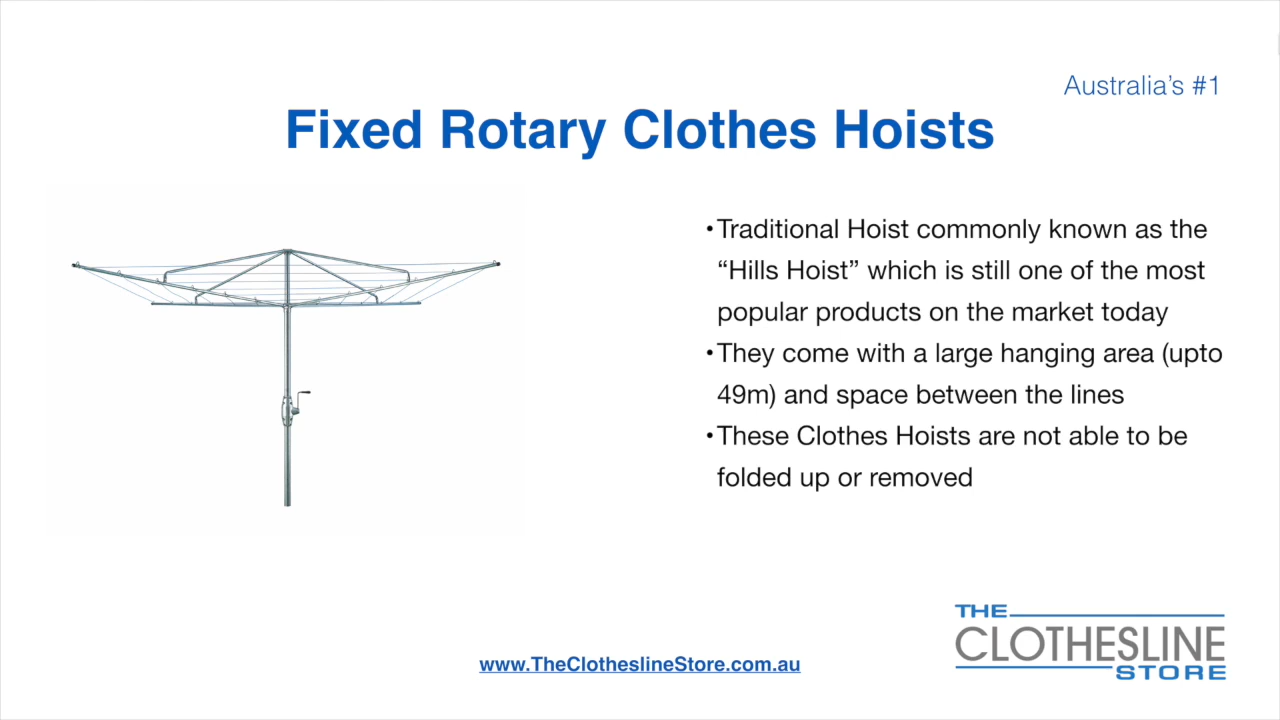 Australia's #1
Fixed Rotary Clothes Hoists
•Traditional Hoist commonly known as the
“Hills Hoist” which is still one of the most
popular products on the market today
•They come with a large hanging area (upto
49m) and space between the lines
•These Clothes Hoists are not able to be
folded up or removed
THE
CLOTHESLINE
STORE
www.TheClotheslineStore.com.au